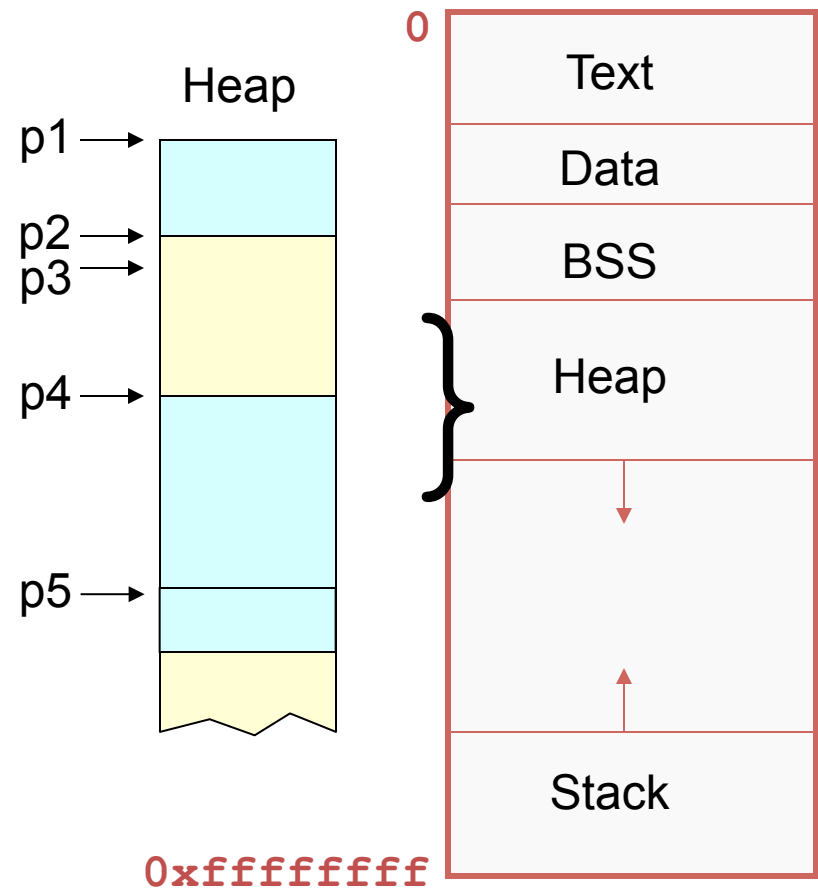 Heap
p1
p2
p3
p4
p5
0
Text
Data
BSS
Heap
Stack
0xffffffff